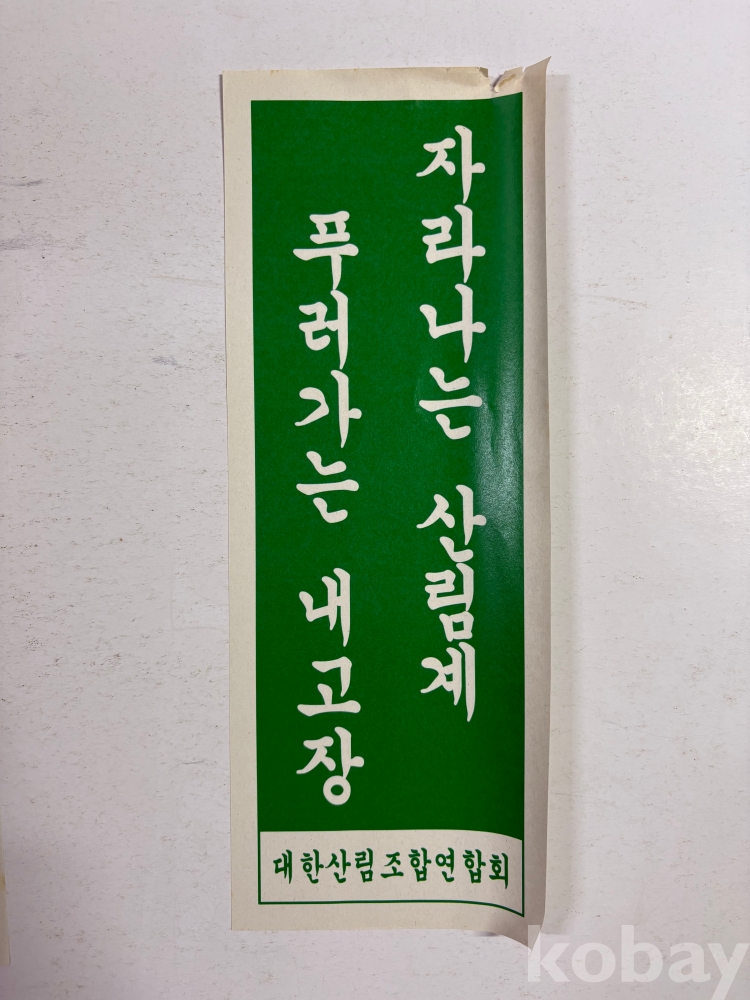 자라나는 산림계
푸러가는 내고장
대한산림조합연합회
kobay